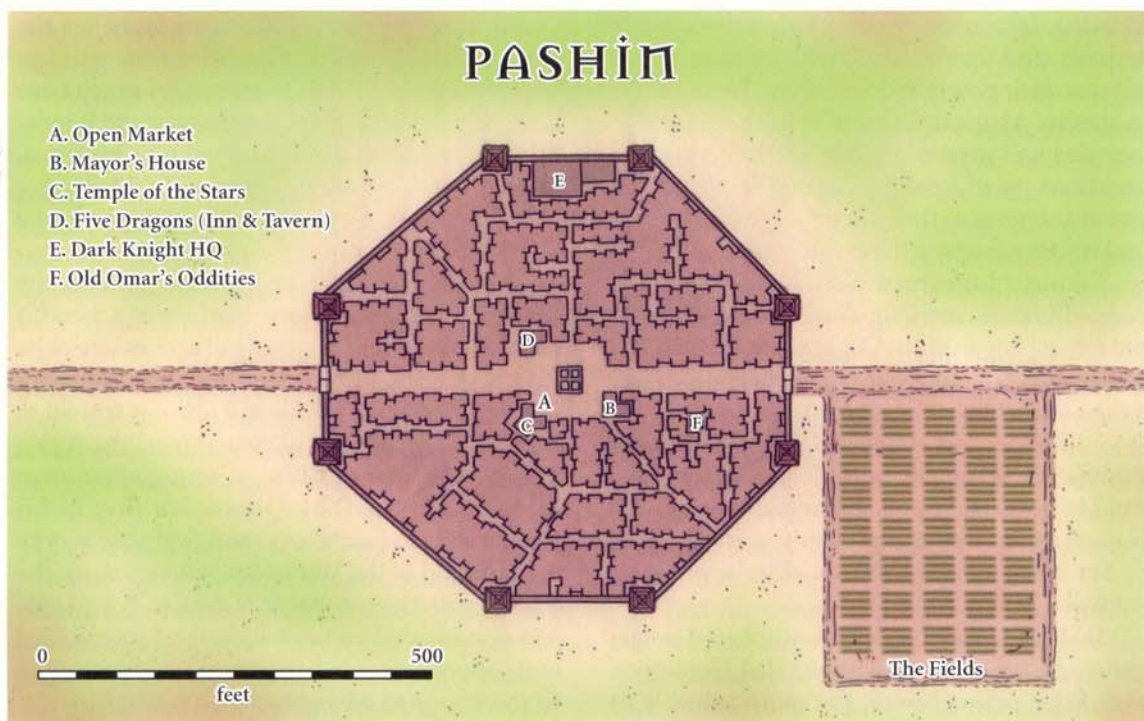 PASHIN
A. Open Market
B. Mayor's House
C. Temple of the Stars
D. Five Dragons (Inn & Tavern)
E. Dark Knight HQ
F. Old Omar's Oddities
E
D
A
B
C
F
The Fields
0 500
feet